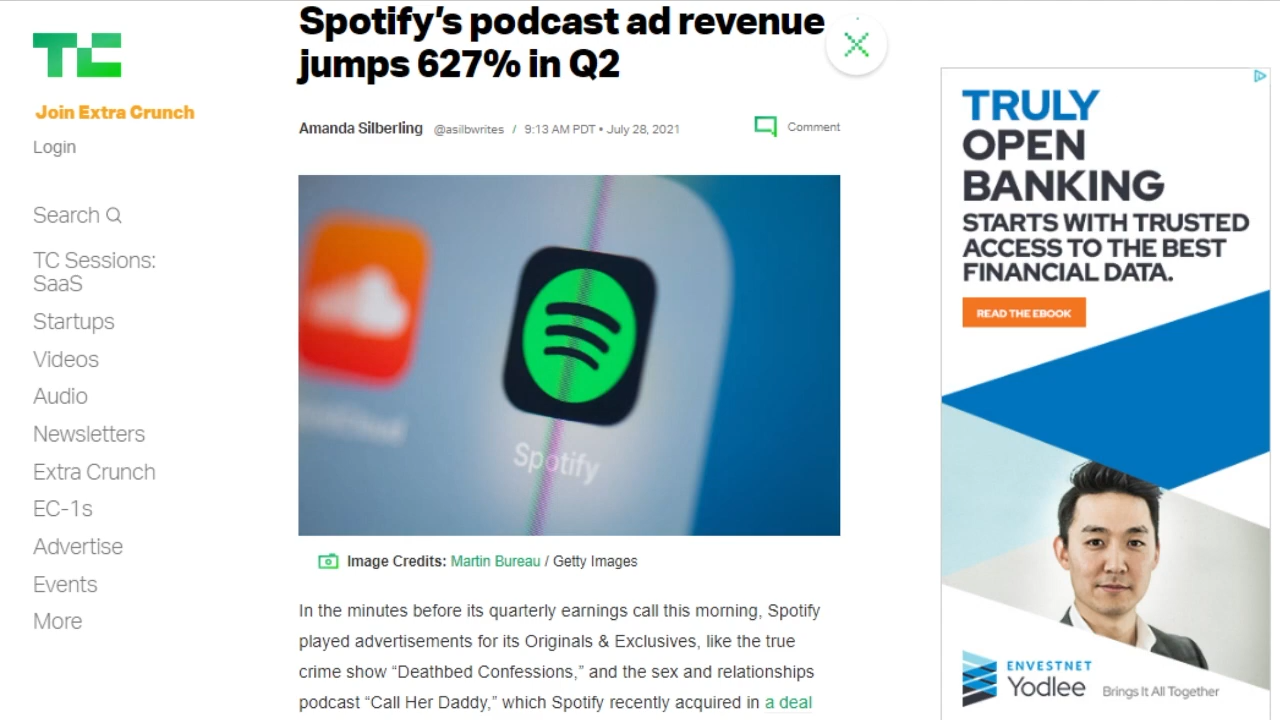 TC
Join Extra Crunch
Login
Search
TC Sessions:
SaaS
Startups
Videos
Audio
Newsletters
Extra Crunch
EC-1s
Advertise
Events
More
Spotify’s podcast ad revenue
jumps 627% in Q2
Amanda Silberling @asilbwrites / 9:13 AM PDT • July 28, 2021
Comment
Spotify
Image Credits: Martin Bureau / Getty Images
In the minutes before its quarterly earnings call this morning, Spotify
played advertisements for its Originals & Exclusives, like the true
crime show “Deathbed Confessions,” and the sex and relationships
podcast “Call Her Daddy,” which Spotify recently acquired in a deal
TRULY
OPEN
BANKING
STARTS WITH TRUSTED
ACCESS TO THE BEST
FINANCIAL DATA.
READ THE EBOOK
ENVESTNET
Yodlee Brings It All Together